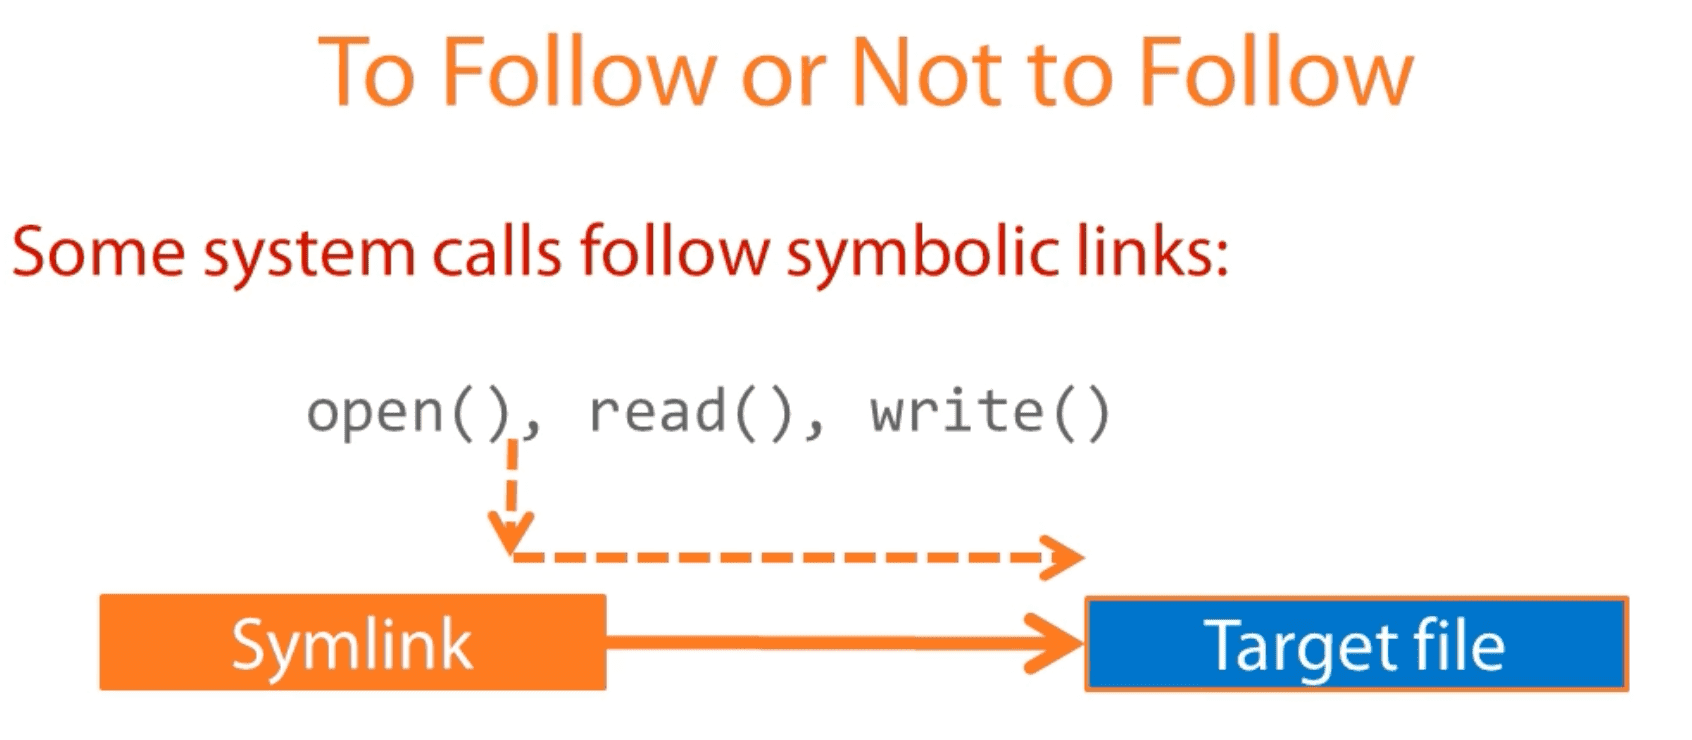 To Follow or Not to Follow
Some system calls follow symbolic links:
open(), read(), write()
Symlink
Target file